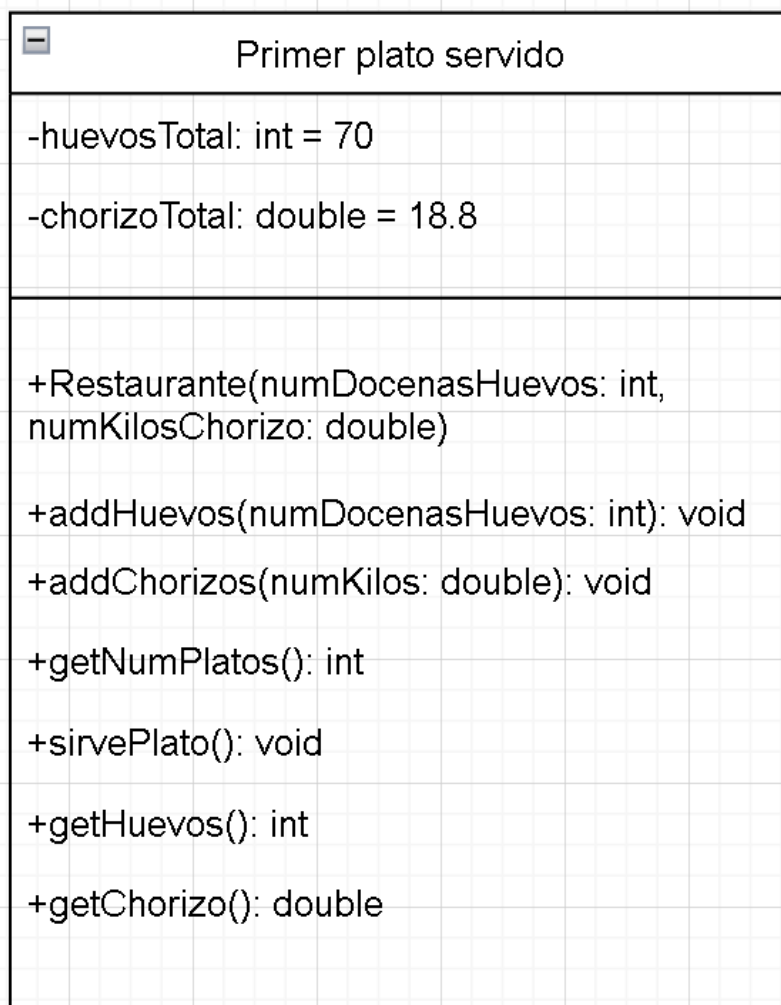 Primer plato servido
-huevosTotal: int = 70
-chorizoTotal: double = 18.8
+Restaurante(numDocenasHuevos: int,
numKilosChorizo: double)
+addHuevos(numDocenasHuevos: int): void
+addChorizos(numKilos: double): void
+getNumPlatos(): int
+sirvePlato(): void
+getHuevos(): int
+getChorizo(): double